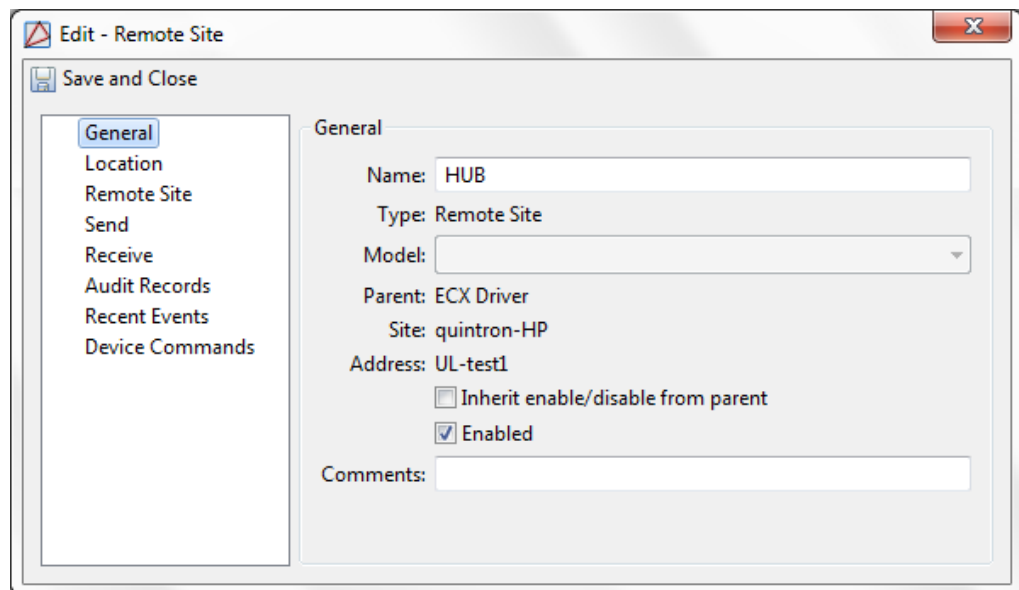 Edit - Remote Site
Save and Close
General
Location
Remote Site
Send
Receive
Audit Records
Recent Events
Device Commands
General
Name: HUB
Type: Remote Site
Model:
Parent: ECX Driver
Site: quintron-HP
Address: UL-test1
Inherit enable/disable from parent
Enabled
Comments: